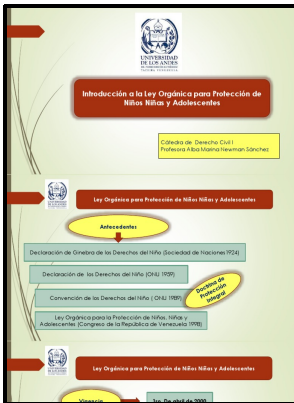 UNIVERSIDAD
DE LOS ANDES
Introducción a la Ley Orgánica para Protección de
Niños Niñas y Adolescentes
Cátedra de Derecho Civil I
Profesora Alba Marina Newman Sánchez
Ley Orgánica para Protección de Niños Niñas y Adolescentes
Antecedentes
Declaración de Ginebra de los Derechos del Niño (Sociedad de Naciones1924)
Declaración de los Derechos del Niño (ONU 1959)
Convención de los Derechos del Niño ( ONU 1989)
Doctrina de
Protección
Integral
Ley Orgánica para la Protección de Niños, Niñas y
Adolescentes (Congreso de la República de Venezuela 1998)
Ley Orgánica para Protección de Niños Niñas y Adolescentes
Vigencia
1ro. De abril de 2000